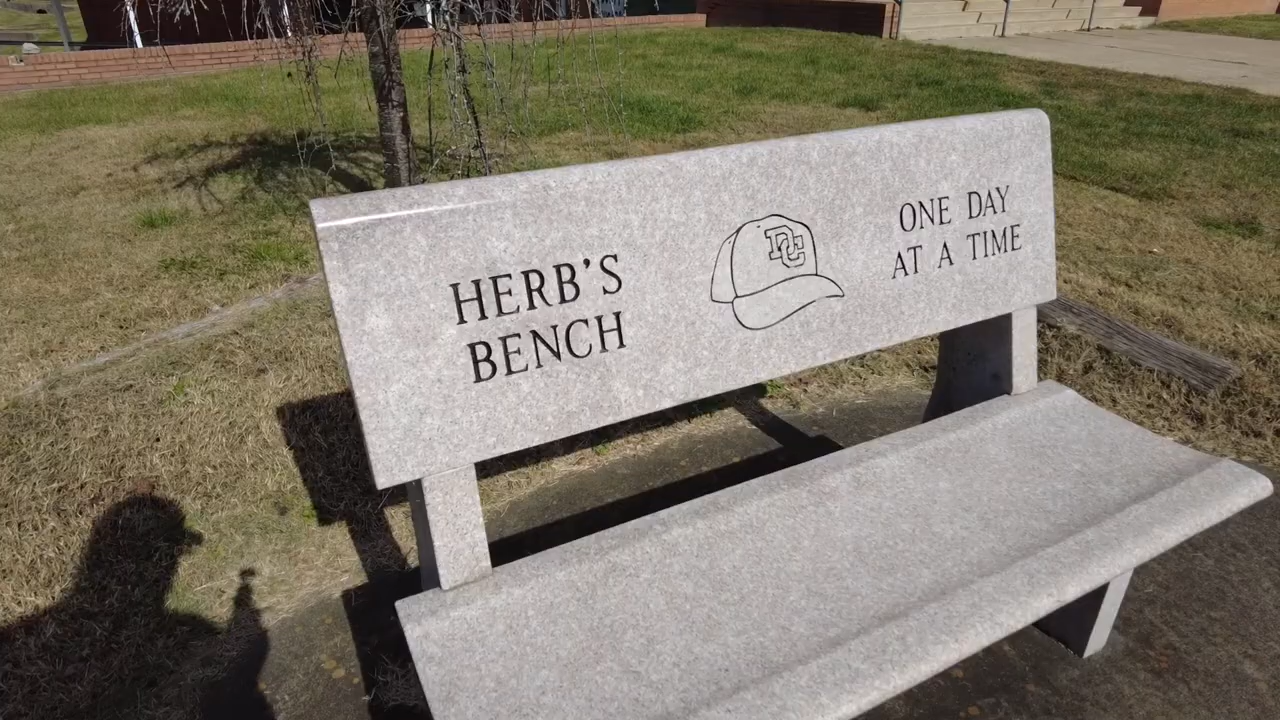 HERB'S
BENCH
DC
ONE DAY
AT A TIME